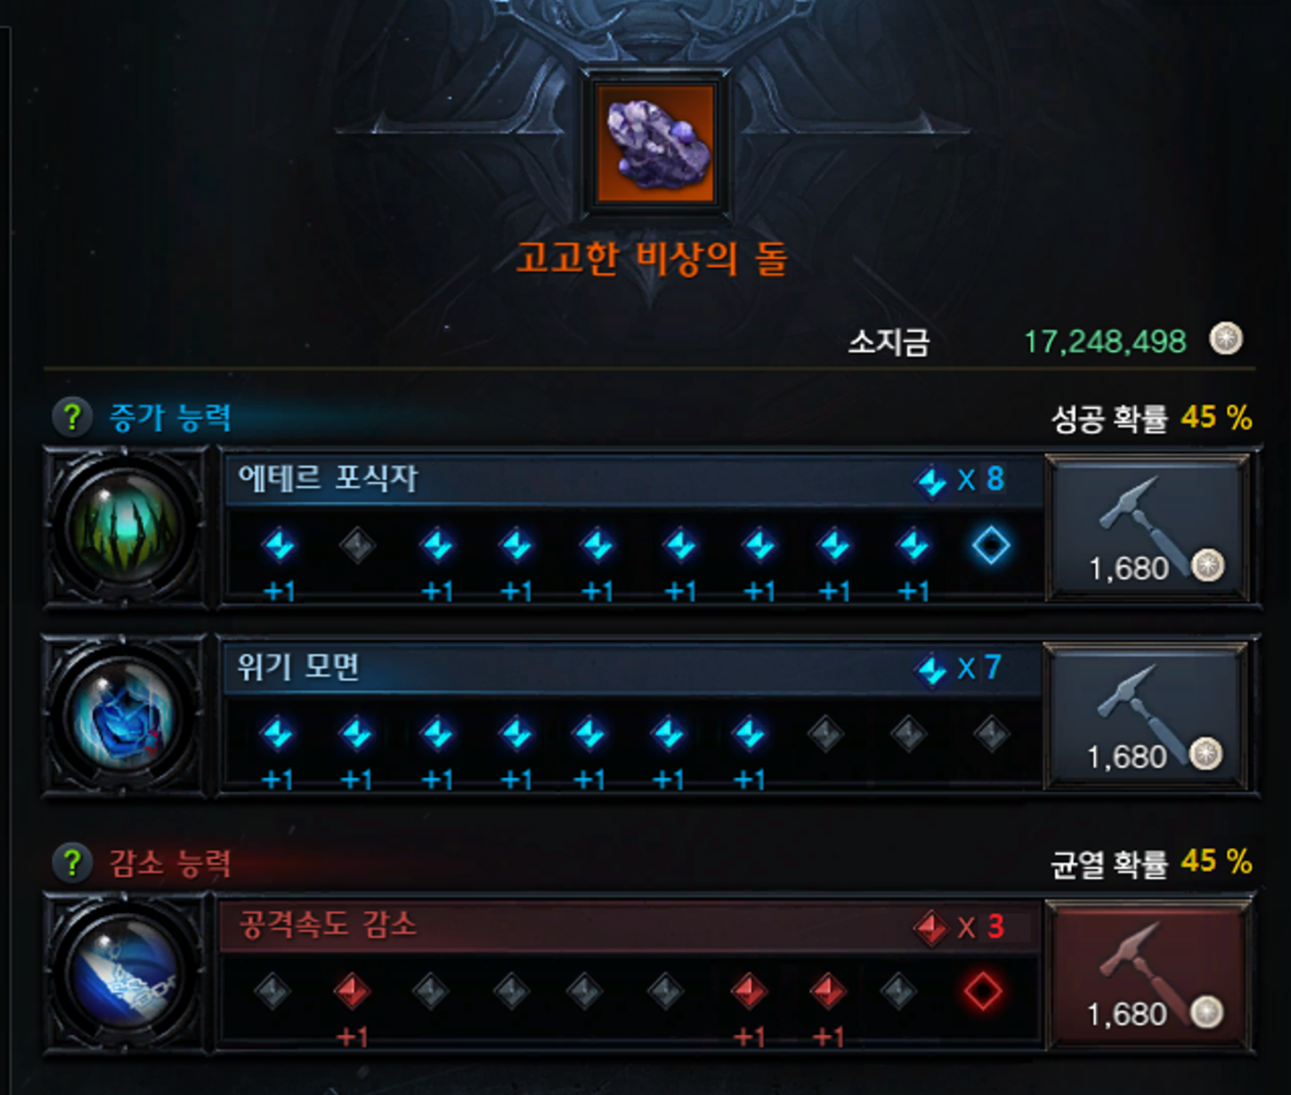 고고한 비상의 돌
소지금 17,248,498
? 증가 능력 성공 확률 45 %
에테르 포식자 X 8
+1 +1 +1 +1 +1 +1 +1 +1
1,680
위기 모면 X 7
+1 +1 +1 +1 +1 +1 +1
1,680
? 감소 능력 균열 확률 45 %
공격속도 감소 X 3
+1 +1 +1
1,680